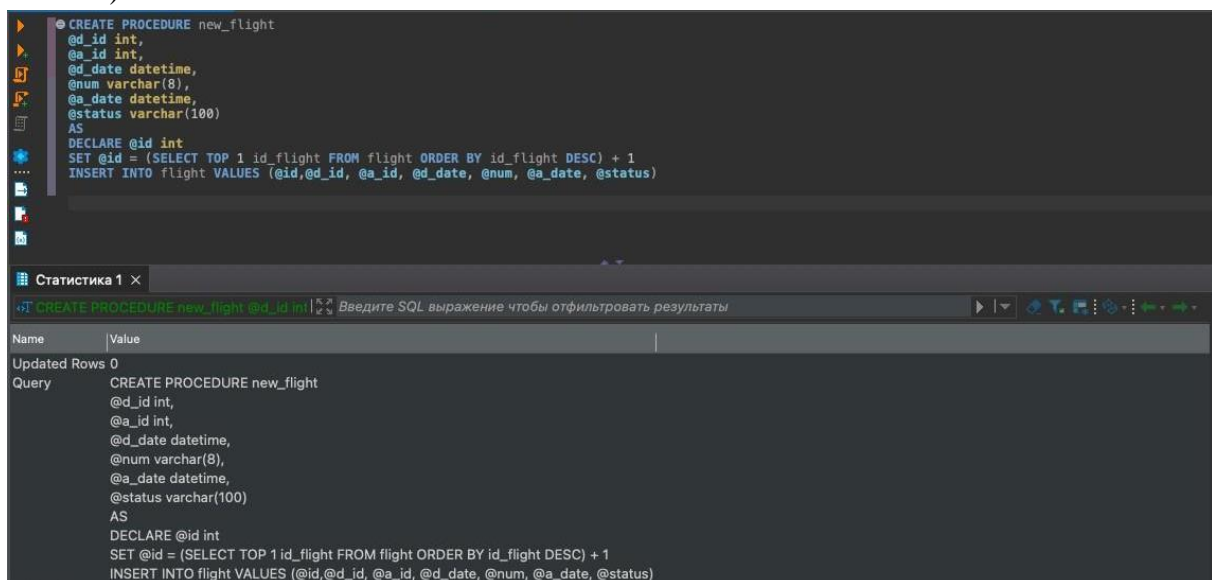 CREATE PROCEDURE new_flight
@d_id int,
@a_id int,
@d_date datetime,
@num varchar(8),
@a_date datetime,
@status varchar(100)
AS
DECLARE @id int
SET @id = (SELECT TOP 1 id_flight FROM flight ORDER BY id_flight DESC) + 1
INSERT INTO flight VALUES (@id,@d_id, @a_id, @d_date, @num, @a_date, @status)
Статистика 1
CREATE PROCEDURE new_flight @d_id int Введите SQL выражение чтобы отфильтровать результаты
Name Value
Updated Rows 0
Query CREATE PROCEDURE new_flight
@d_id int,
@a_id int,
@d_date datetime,
@num varchar(8),
@a_date datetime,
@status varchar(100)
AS
DECLARE @id int
SET @id = (SELECT TOP 1 id_flight FROM flight ORDER BY id_flight DESC) + 1
INSERT INTO flight VALUES (@id,@d_id, @a_id, @d_date, @num, @a_date, @status)